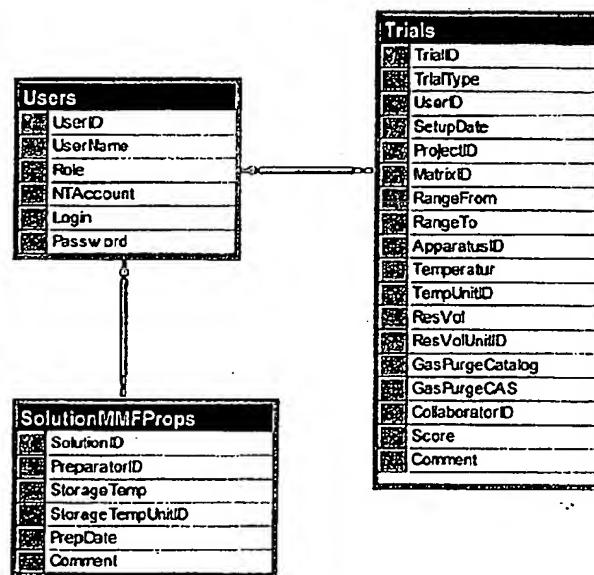 Users
UserID
UserName
Role
NTAccount
Login
Password
Trials
TrialID
TrialType
UserID
SetupDate
ProjectID
MatrixID
RangeFrom
RangeTo
ApparatusID
Temperatur
TempUnitID
ResVol
ResVolUnitID
GasPurgeCatalog
GasPurgeCAS
CollaboratorID
Score
Comment
SolutionMMFProps
SolutionID
PreparatorID
StorageTemp
StorageTempUnitID
PrepDate
Comment